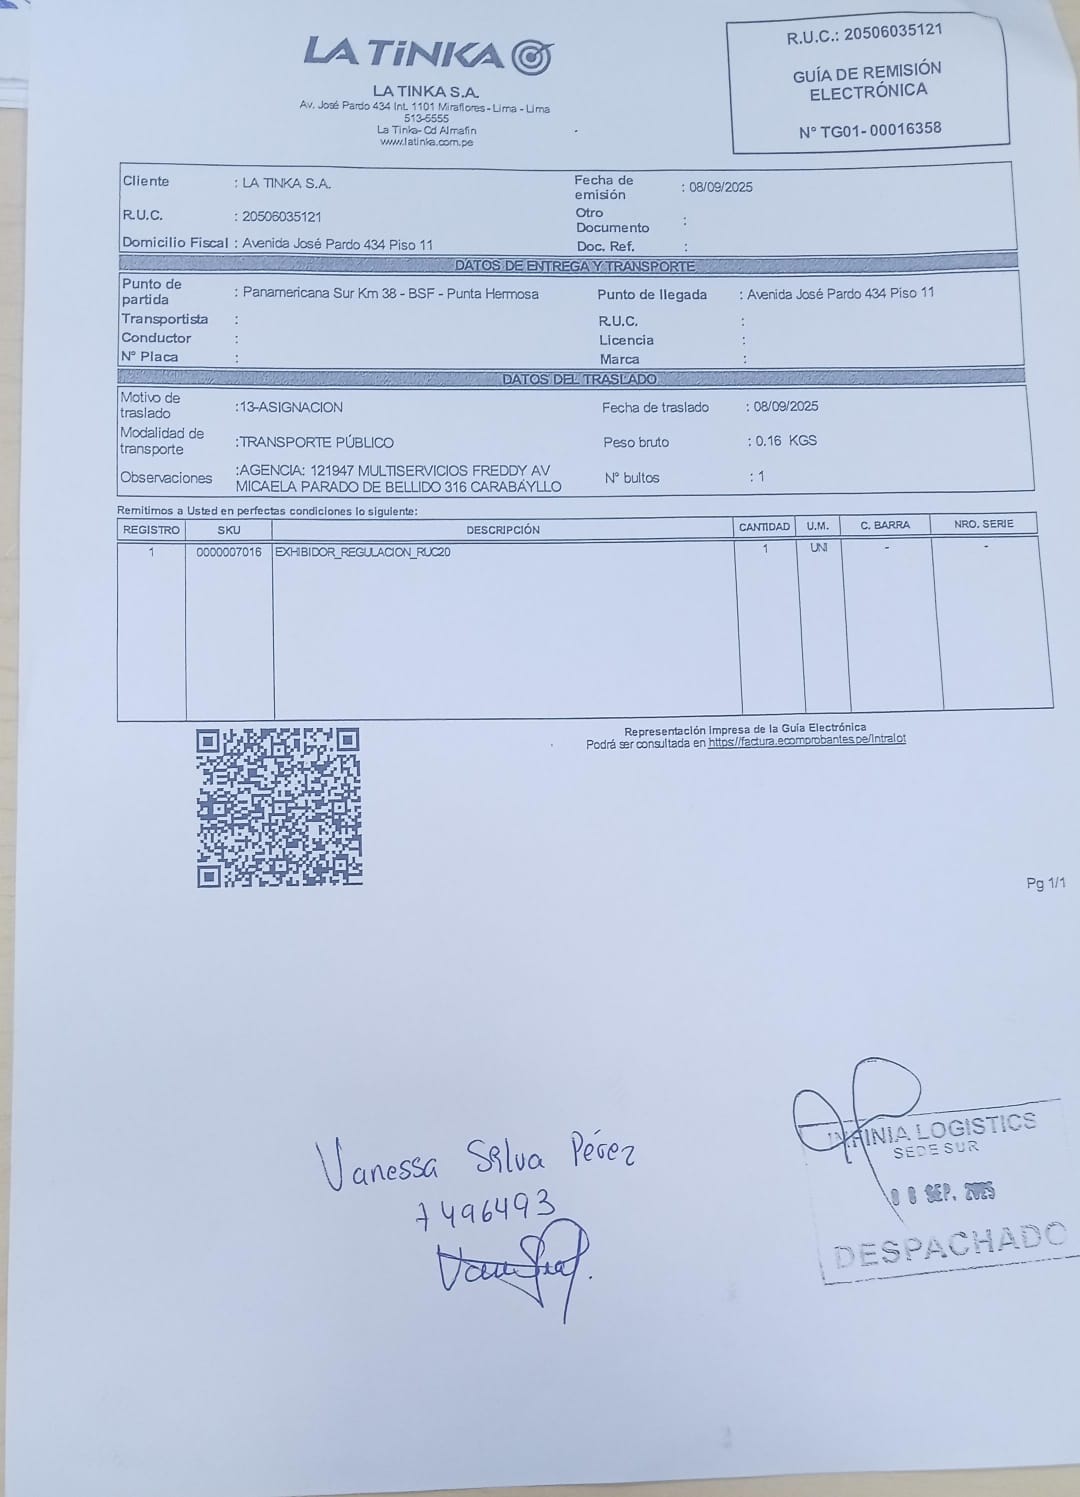 LA TiNKA
LA TINKA S.A.
Av. José Pardo 434 Int. 1101 Miraflores - Lima - Lima
513-5555
La Tinka- Cd Almafin
www.latinka.com.pe
R.U.C.: 20506035121
GUÍA DE REMISIÓN
ELECTRÓNICA
N° TG01- 00016358
Cliente : LA TINKA S.A.
Fecha de emisión : 08/09/2025
R.U.C. : 20506035121
Otro Documento :
Domicilio Fiscal : Avenida José Pardo 434 Piso 11
Doc. Ref. :
DATOS DE ENTREGA Y TRANSPORTE
Punto de partida : Panamericana Sur Km 38 - BSF - Punta Hermosa
Punto de llegada : Avenida José Pardo 434 Piso 11
Transportista :
R.U.C. :
Conductor :
Licencia :
N° Placa :
Marca :
DATOS DEL TRASLADO
Motivo de traslado :13-ASIGNACION
Fecha de traslado : 08/09/2025
Modalidad de transporte :TRANSPORTE PÚBLICO
Peso bruto : 0.16 KGS
Observaciones :AGENCIA: 121947 MULTISERVICIOS FREDDY AV
MICAELA PARADO DE BELLIDO 316 CARABAYLLO
N° bultos : 1
Remitimos a Usted en perfectas condiciones lo siguiente:
REGISTRO SKU DESCRIPCIÓN CANTIDAD U.M. C. BARRA NRO. SERIE
1 0000007016 EXHIBIDOR_REGULACION_RUC20 1 UNI - -
Representación impresa de la Guía Electrónica
Podrá ser consultada en https://factura.ecomprobantes.pe/Intralot
Pg 1/1
Vanessa Silva Pérez
7496493
INFINIA LOGISTICS
SEDE SUR
08 SEP. 2025
DESPACHADO